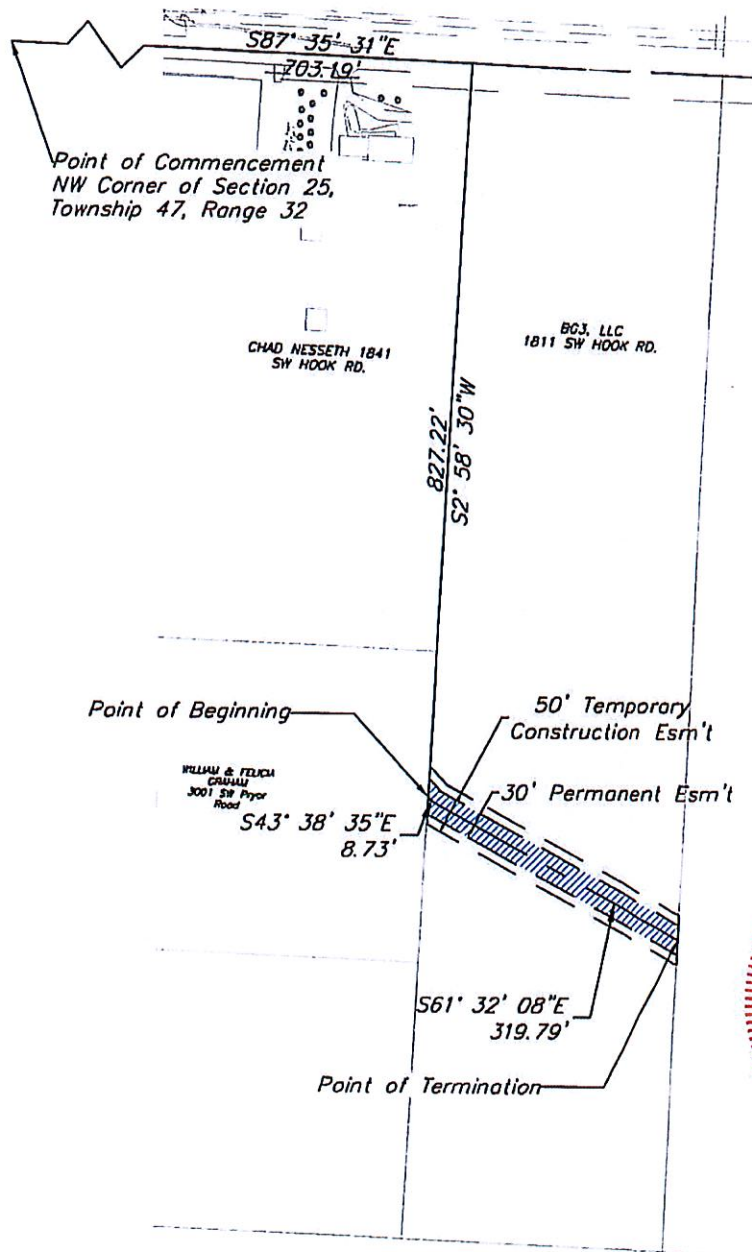 S87° 35' 31"E
703.19'
Point of Commencement
NW Corner of Section 25,
Township 47, Range 32
CHAD NESSETH 1841
SW HOOK RD.
BG3, LLC
1811 SW HOOK RD.
827.22'
S2° 58' 30"W
Point of Beginning
50' Temporary
Construction Esm't
30' Permanent Esm't
WILLIAM & FELICIA
GRAHAM
3001 SW Pryor
Road
S43° 38' 35"E
8.73'
S61° 32' 08"E
319.79'
Point of Termination